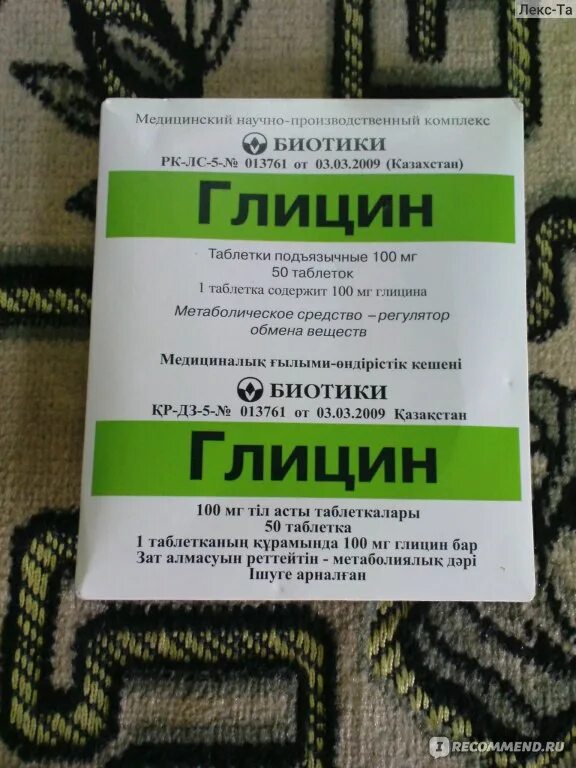 Лекс-Та
Медицинский научно-производственный комплекс
БИОТИКИ
РК-ЛС-5-№ 013761 от 03.03.2009 (Казахстан)
Глицин
Таблетки подъязычные 100 мг
50 таблеток
1 таблетка содержит 100 мг глицина
Метаболическое средство – регулятор
обмена веществ
Медициналық ғылыми-өндірістік кешені
БИОТИКИ
ҚР-ДЗ-5-№ 013761 от 03.03.2009 Қазақстан
Глицин
100 мг тіл асты таблеткалары
50 таблетка
1 таблетканың құрамында 100 мг глицин бар
Зат алмасуын реттейтін - метаболиялық дәрі
Ішуге арналған
IRECOMMEND.RU